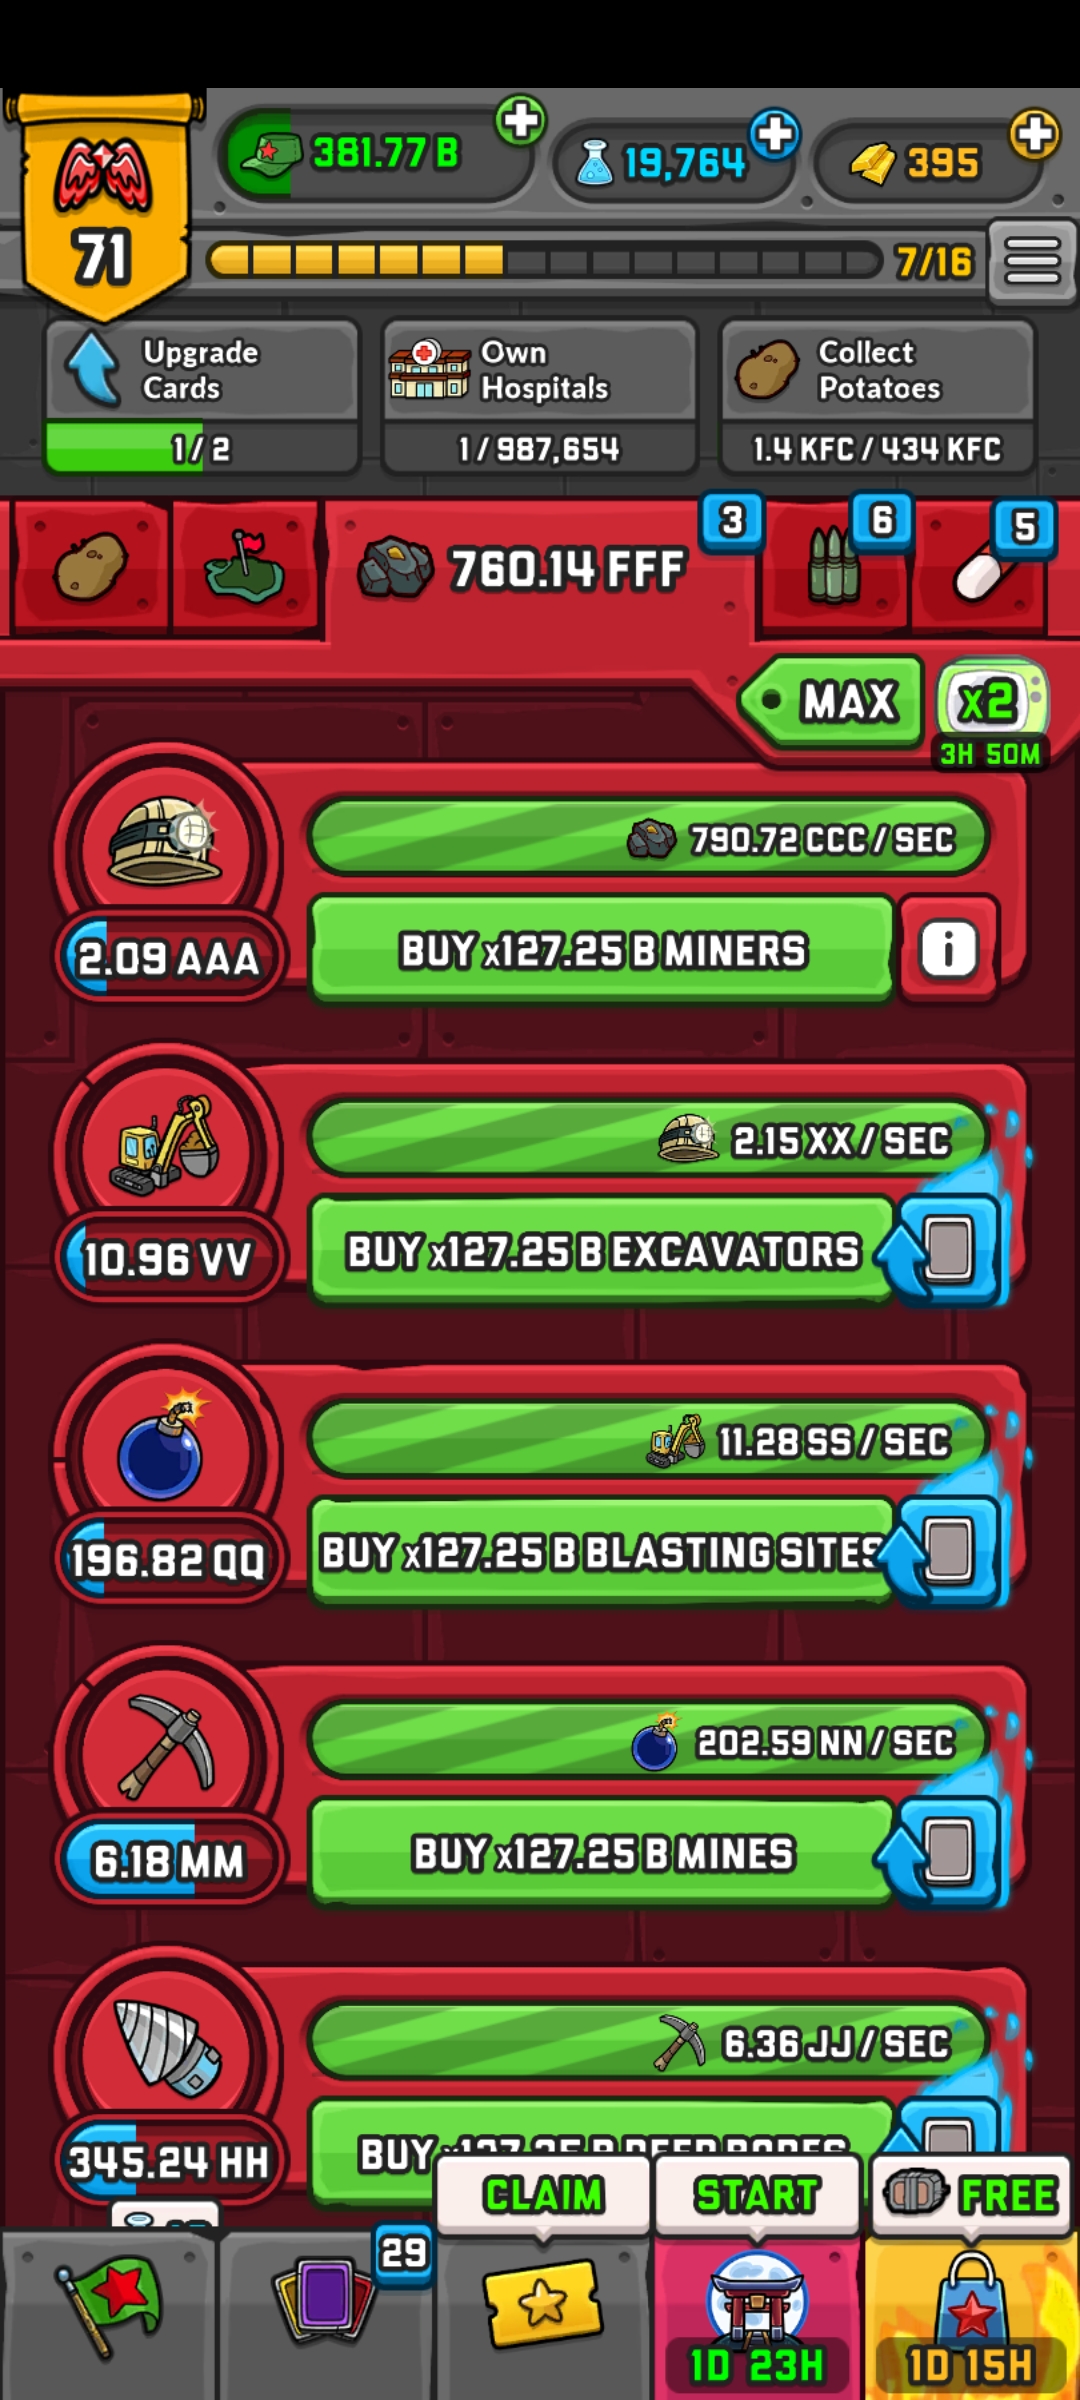 381.77 B
19,764
395
71
7/16
Upgrade
Cards
1/2
Own
Hospitals
1/987,654
Collect
Potatoes
1.4 KFC/434 KFC
760.14 FFF
3
6
5
MAX
x2
3H 50M
790.72 CCC/SEC
2.09 AAA
BUY x127.25 B MINERS
i
2.15 XX/SEC
10.96 VV
BUY x127.25 B EXCAVATORS
11.28 SS/SEC
196.82 QQ
BUY x127.25 B BLASTING SITES
202.59 NN/SEC
6.18 MM
BUY x127.25 B MINES
6.36 JJ/SEC
345.24 HH
BUY x127.25 B
CLAIM
START
FREE
29
1D 23H
1D 15H